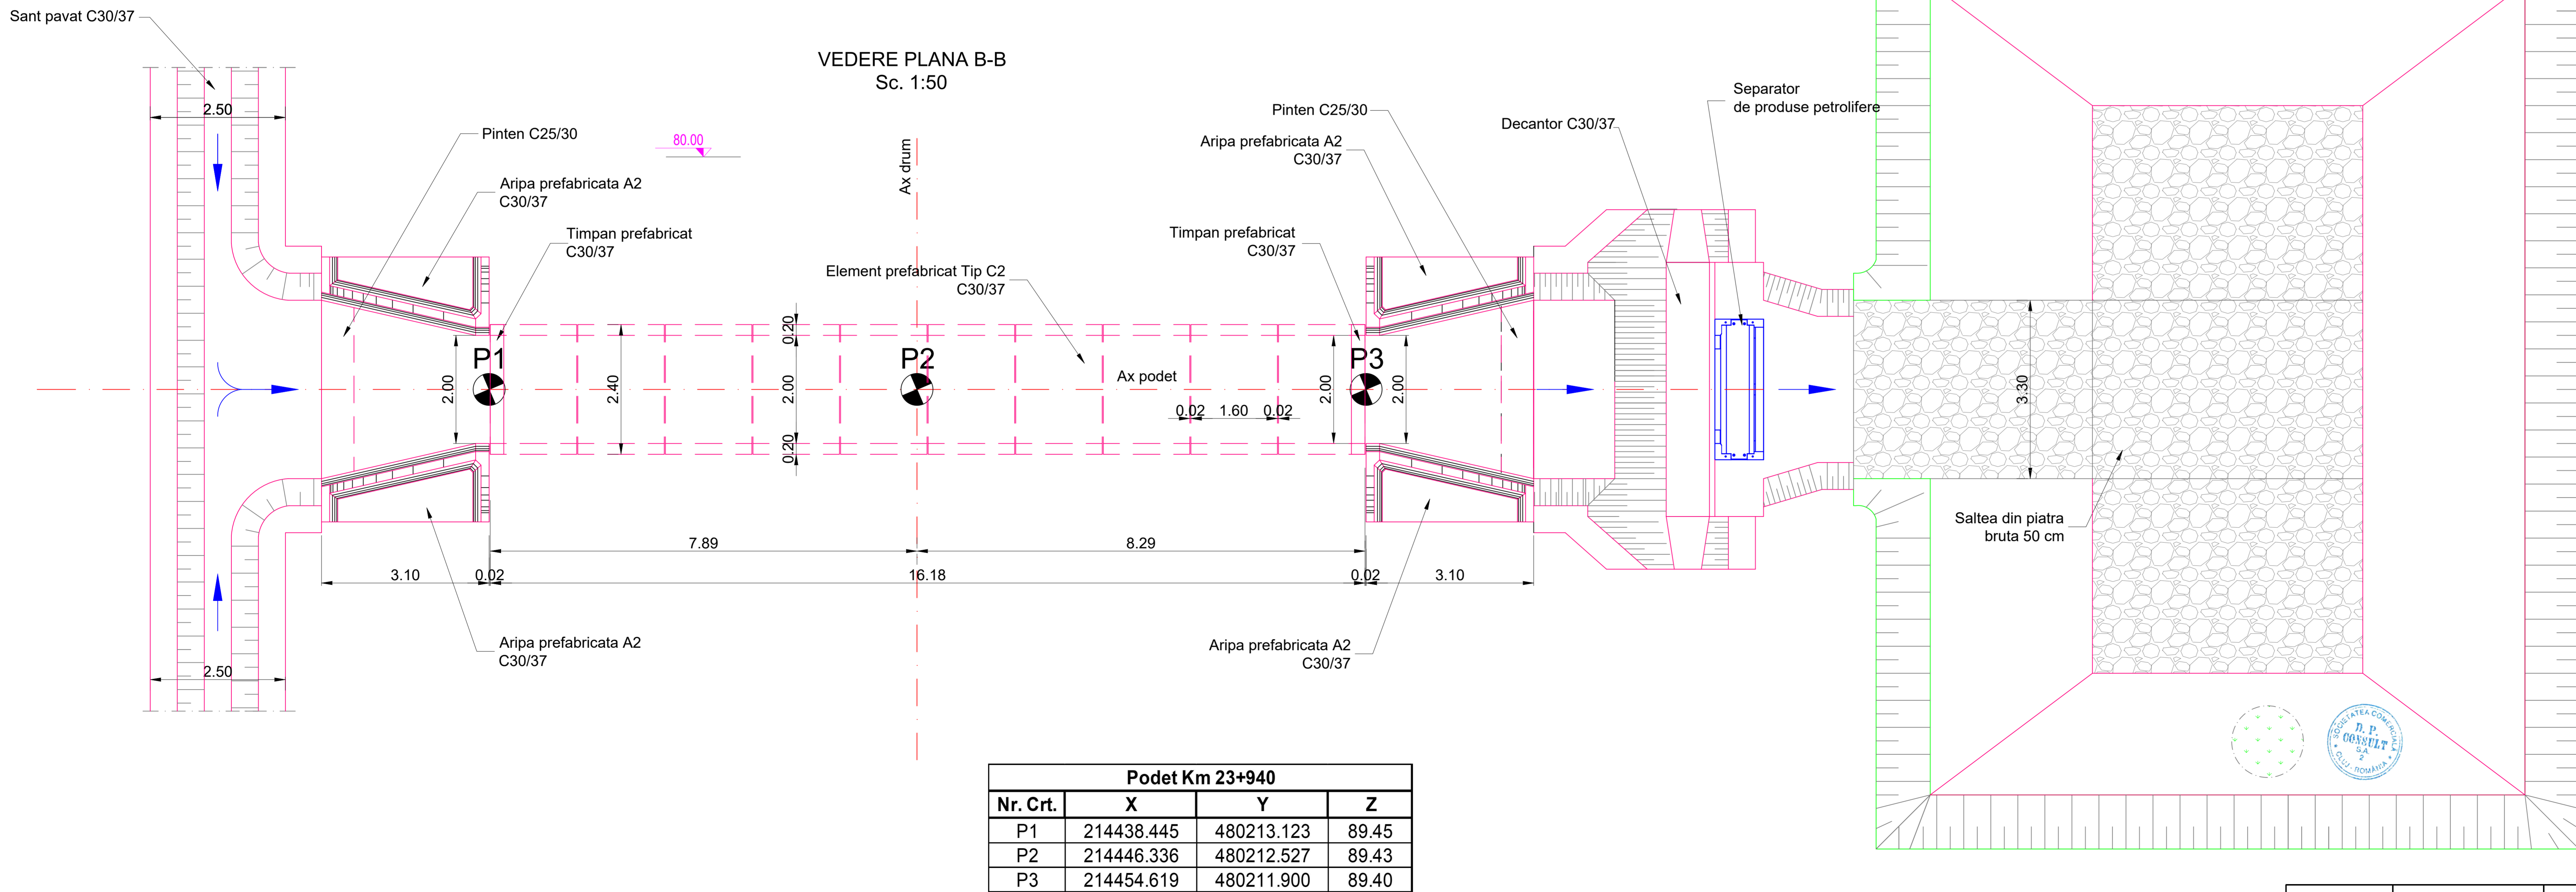 Sant pavat C30/37
VEDERE PLANA B-B
Sc. 1:50
2.50
Pinten C25/30
80.00
Aripa prefabricata A2
C30/37
Timpan prefabricat
C30/37
Ax drum
Element prefabricat Tip C2
C30/37
Timpan prefabricat
C30/37
Aripa prefabricata A2
C30/37
Pinten C25/30
Decantor C30/37
Separator
de produse petrolifere
P1
P2
P3
2.00
2.40
0.20
2.00
0.20
Ax podet
0.02
1.60
0.02
2.00
2.00
3.30
Saltea din piatra
bruta 50 cm
7.89
8.29
3.10
0.02
16.18
0.02
3.10
Aripa prefabricata A2
C30/37
Aripa prefabricata A2
C30/37
2.50
SOCIETATEA COMERCIALĂ
D. P.
CONSULT
S.A.
2
CLUJ - ROMÂNIA
Podet Km 23+940
Nr. Crt. X Y Z
P1 214438.445 480213.123 89.45
P2 214446.336 480212.527 89.43
P3 214454.619 480211.900 89.40